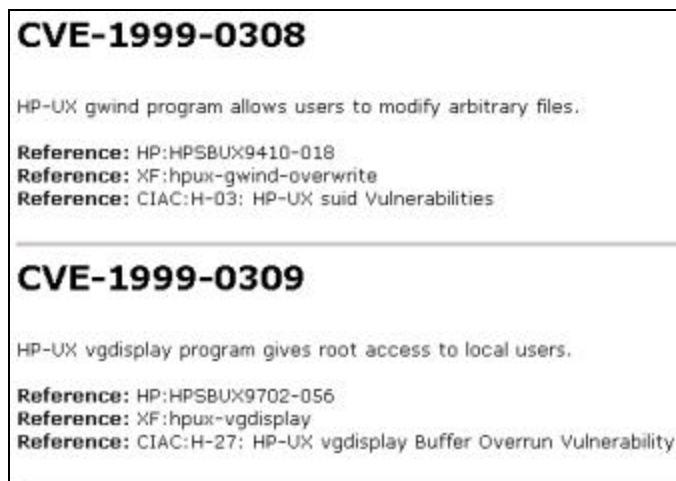 CVE-1999-0308
HP-UX gwind program allows users to modify arbitrary files.
Reference: HP:HPSBUX9410-018
Reference: XF:hpux-gwind-overwrite
Reference: CIAC:H-03: HP-UX suid Vulnerabilities
CVE-1999-0309
HP-UX vgdisplay program gives root access to local users.
Reference: HP:HPSBUX9702-056
Reference: XF:hpux-vgdisplay
Reference: CIAC:H-27: HP-UX vgdisplay Buffer Overrun Vulnerability